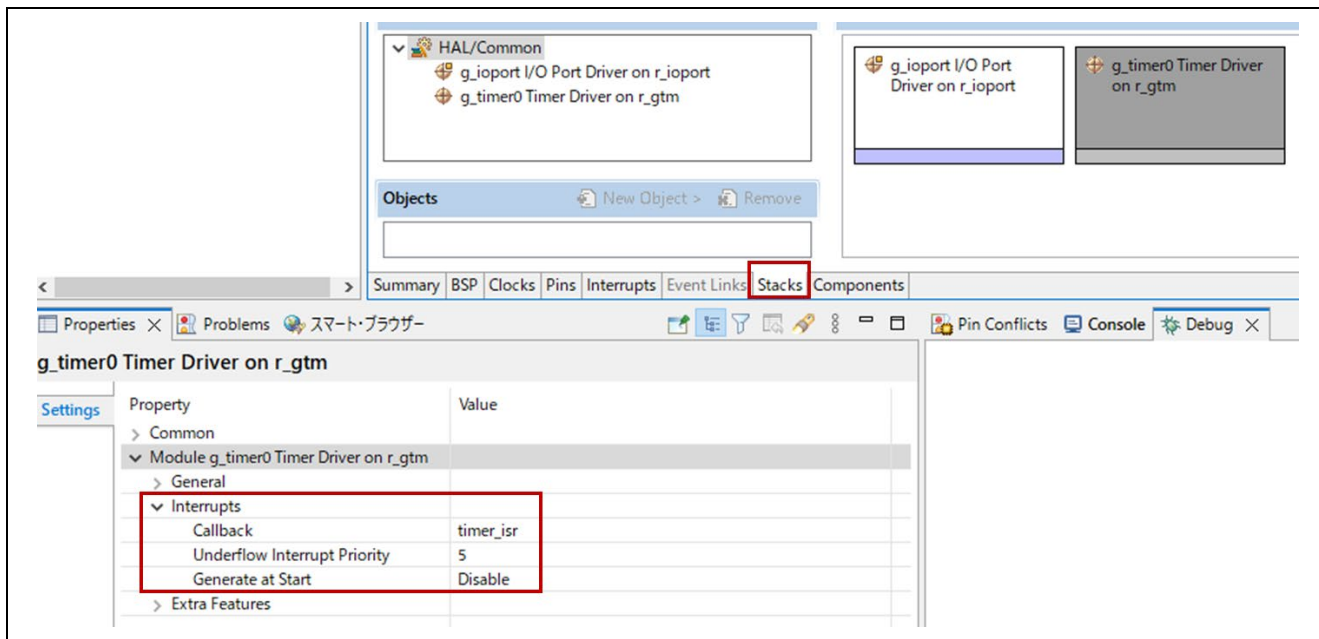 HAL/Common
g_ioport I/O Port Driver on r_ioport
g_timer0 Timer Driver on r_gtm
g_ioport I/O Port
Driver on r_ioport
g_timer0 Timer Driver
on r_gtm
Objects
New Object >
Remove
Summary BSP Clocks Pins Interrupts Event Links Stacks Components
Properties Problems スマート・ブラウザー
Pin Conflicts Console Debug
g_timer0 Timer Driver on r_gtm
Settings
Property Value
Common
Module g_timer0 Timer Driver on r_gtm
General
Interrupts
Callback timer_isr
Underflow Interrupt Priority 5
Generate at Start Disable
Extra Features